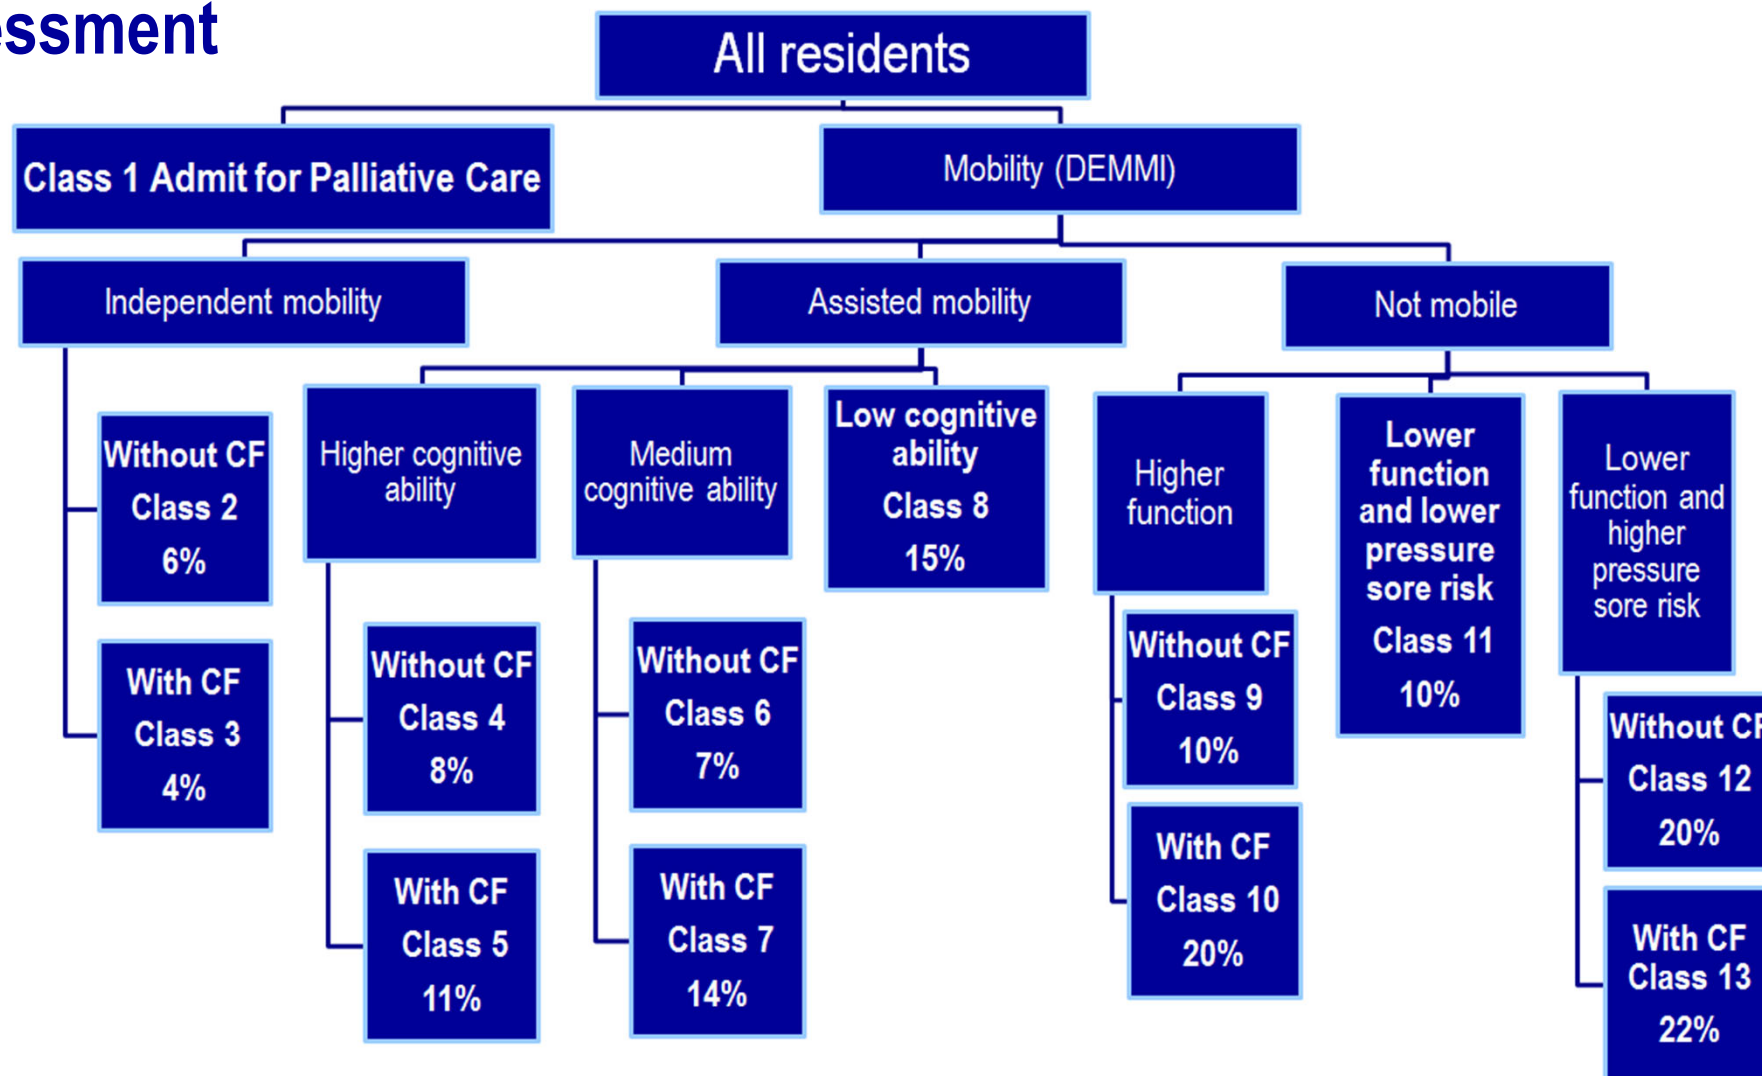 essment
All residents
Class 1 Admit for Palliative Care
Mobility (DEMMI)
Independent mobility
Assisted mobility
Not mobile
Without CF
Class 2
6%
With CF
Class 3
4%
Higher cognitive
ability
Without CF
Class 4
8%
With CF
Class 5
11%
Medium
cognitive ability
Without CF
Class 6
7%
With CF
Class 7
14%
Low cognitive
ability
Class 8
15%
Higher
function
Without CF
Class 9
10%
With CF
Class 10
20%
Lower
function
and lower
pressure
sore risk
Class 11
10%
Lower
function and
higher
pressure
sore risk
Without CF
Class 12
20%
With CF
Class 13
22%